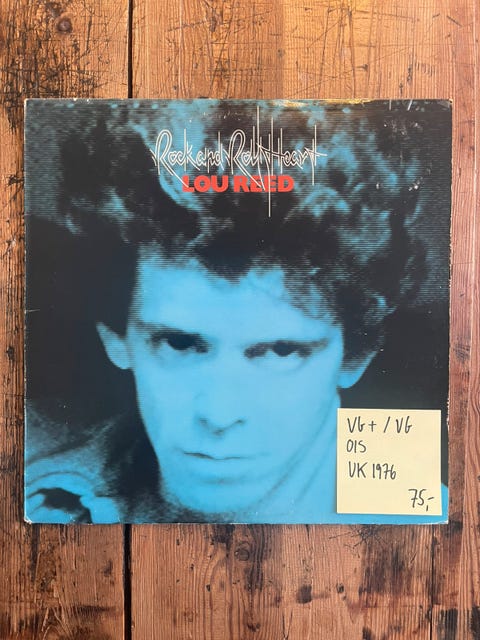 Rock and Roll Heart
LOU REED
VG+ / VG
OIS
UK 1976
75,-